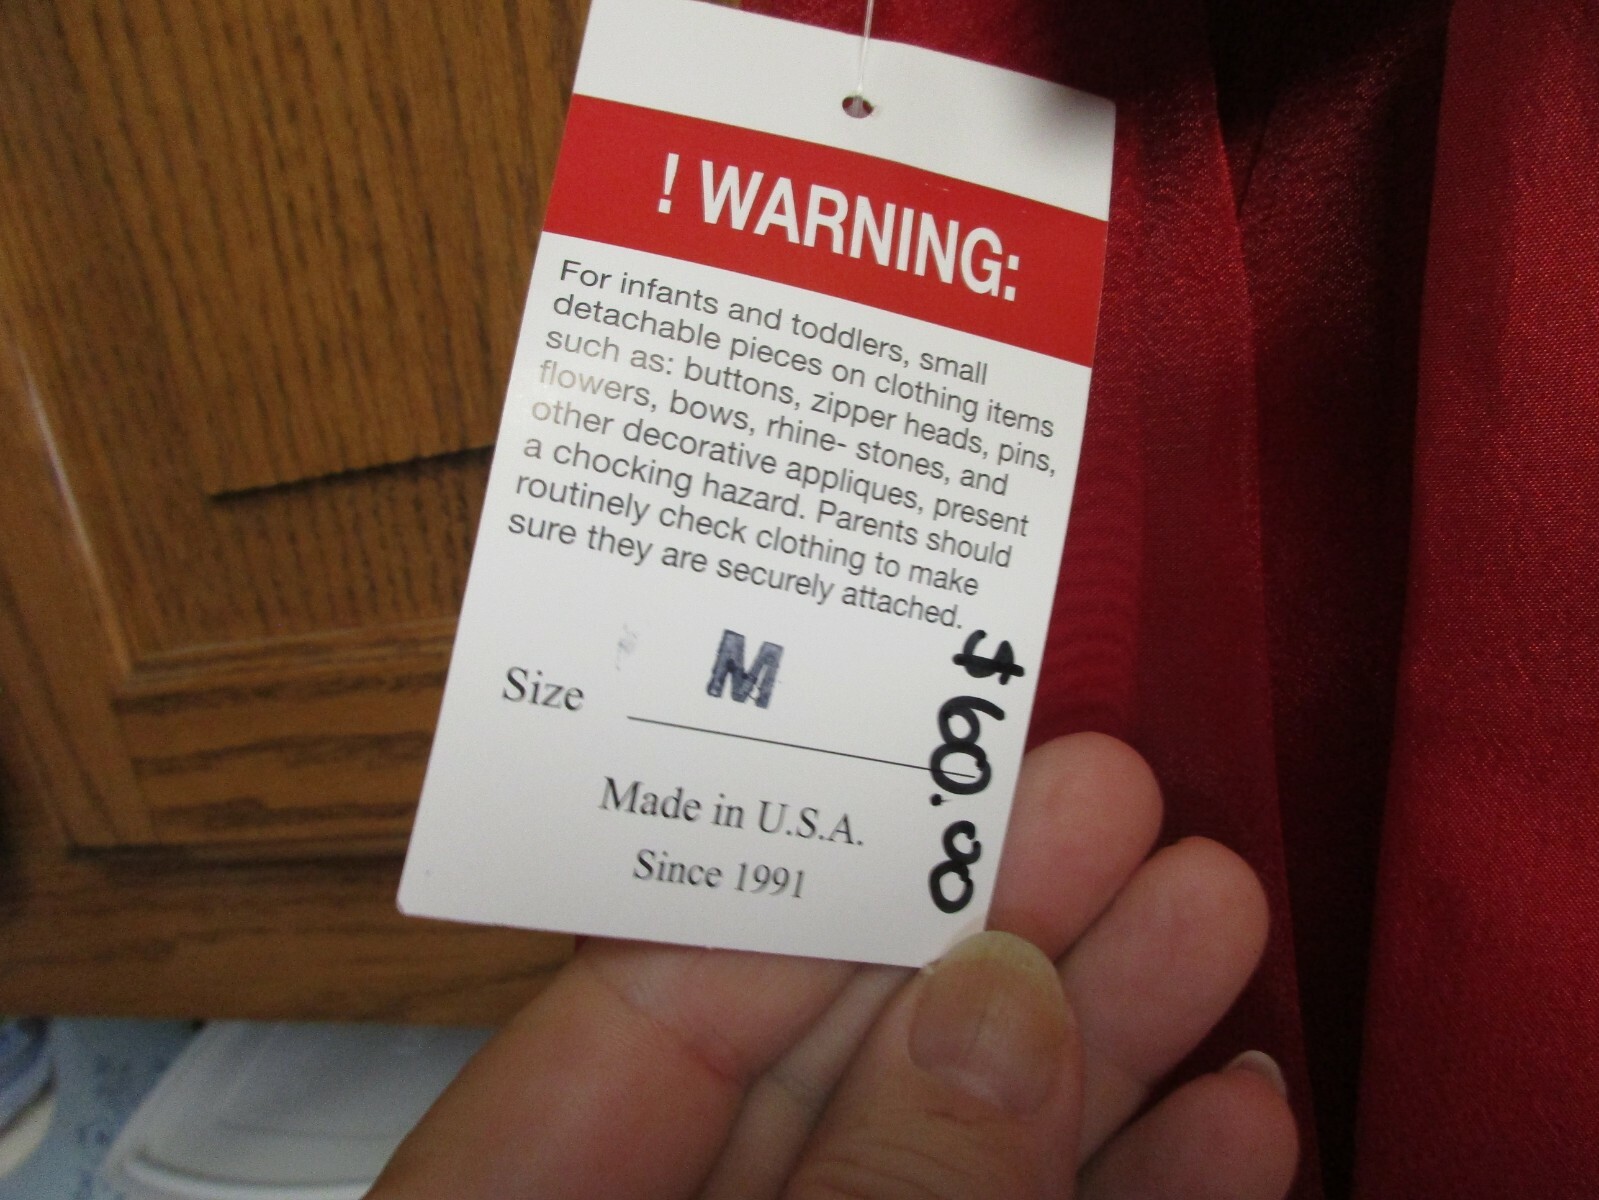 ! WARNING:
For infants and toddlers, small
detachable pieces on clothing items
such as: buttons, zipper heads, pins,
flowers, bows, rhine- stones, and
other decorative appliques, present
a chocking hazard. Parents should
routinely check clothing to make
sure they are securely attached.
Size M
$60.00
Made in U.S.A.
Since 1991